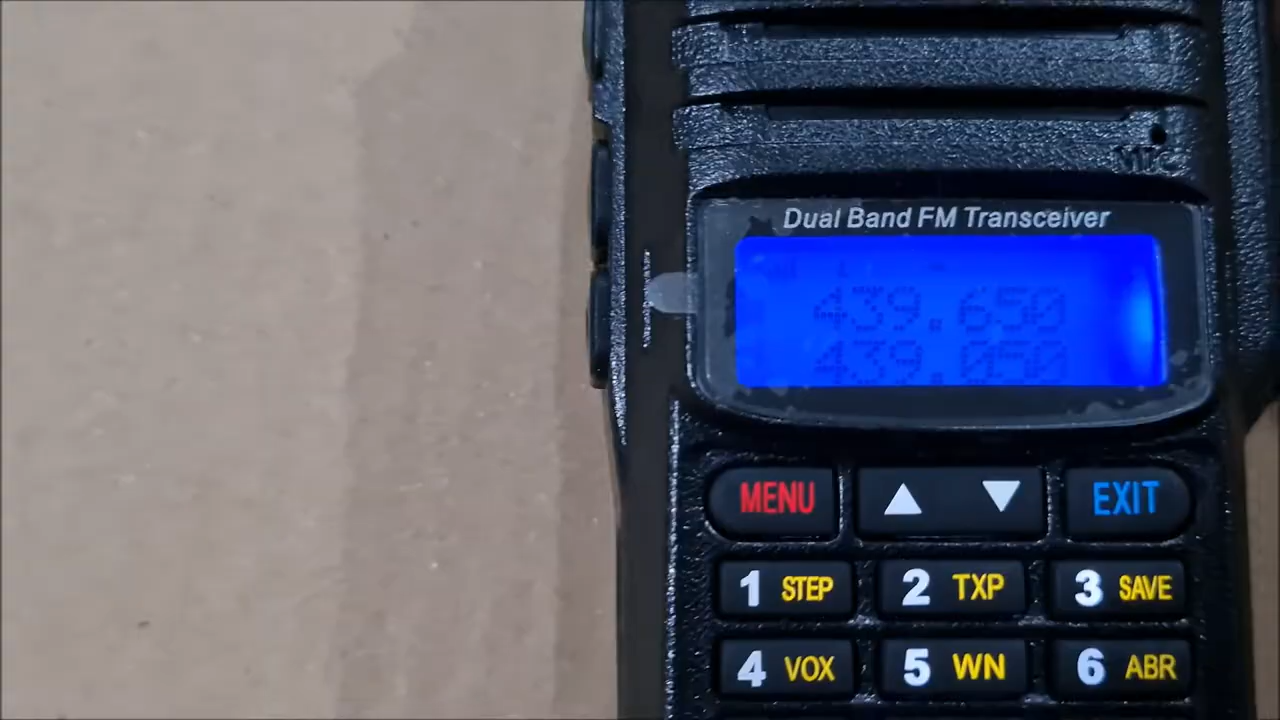 MIC
Dual Band FM Transceiver
439.650
439.050
MENU ▲ ▼ EXIT
1 STEP 2 TXP 3 SAVE
4 VOX 5 WN 6 ABR